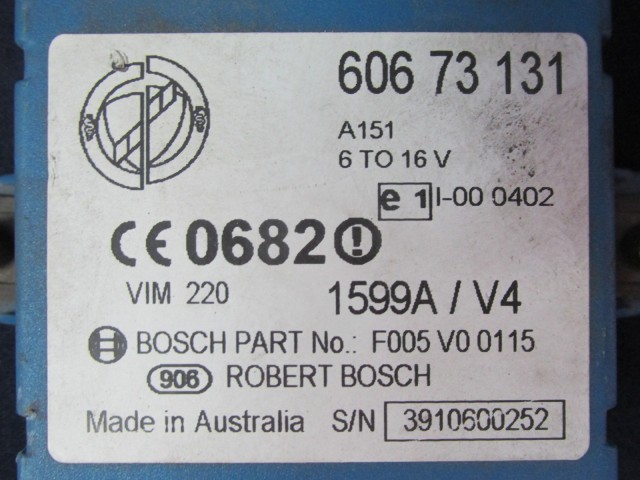 606 73 131
A151
6 TO 16 V
e 1 I-00 0402
CE 0682
VIM 220 1599A / V4
BOSCH PART No.: F005 V0 0115
906 ROBERT BOSCH
Made in Australia S/N 3910600252